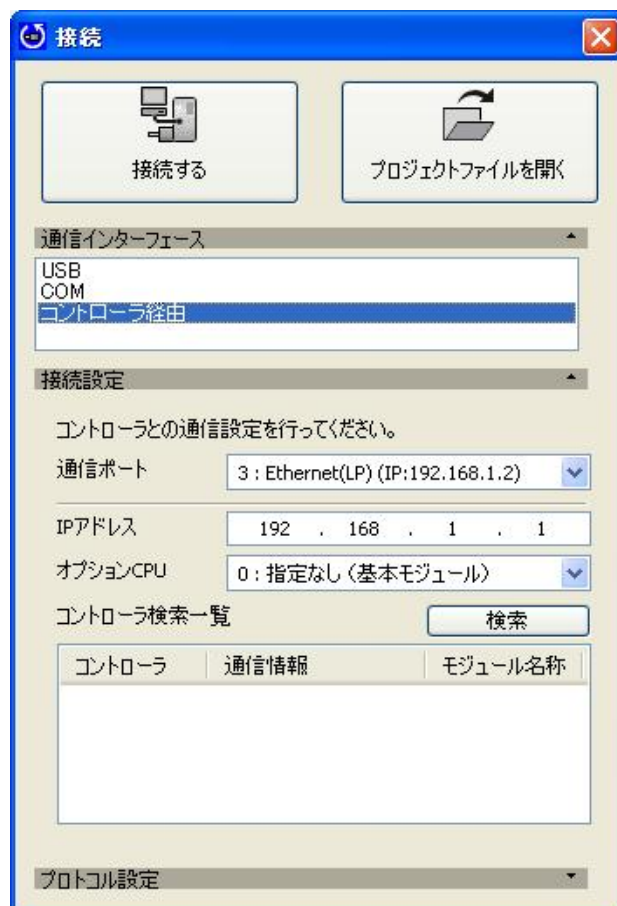 接続
接続する
プロジェクトファイルを開く
通信インターフェース
USB
COM
コントローラ経由
接続設定
コントローラとの通信設定を行ってください。
通信ポート 3 : Ethernet(LP) (IP:192.168.1.2)
IPアドレス 192 . 168 . 1 . 1
オプションCPU 0 : 指定なし (基本モジュール)
コントローラ検索一覧 検索
コントローラ 通信情報 モジュール名称
プロトコル設定